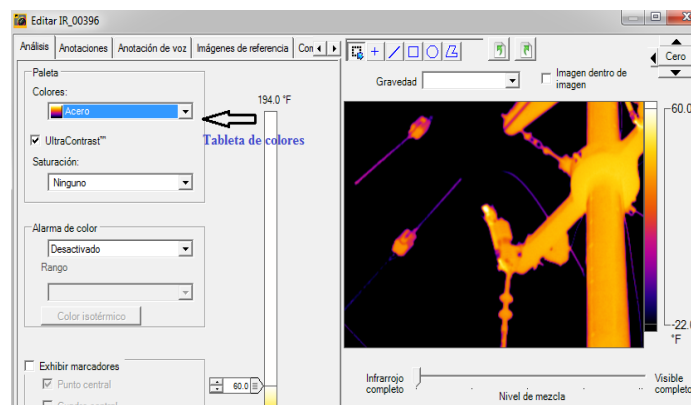 Editar IR_00396
Análisis
Anotaciones
Anotación de voz
Imágenes de referencia
Paleta
Colores:
Acero
UltraContrast™
Saturación:
Ninguno
Alarma de color
Desactivado
Rango
Color isotérmico
Exhibir marcadores
Punto central
194.0 °F
Tableta de colores
60.0
Gravedad
Imagen dentro de
imagen
Cero
60.0
°F
Infrarrojo
completo
Nivel de mezcla
Visible
completo